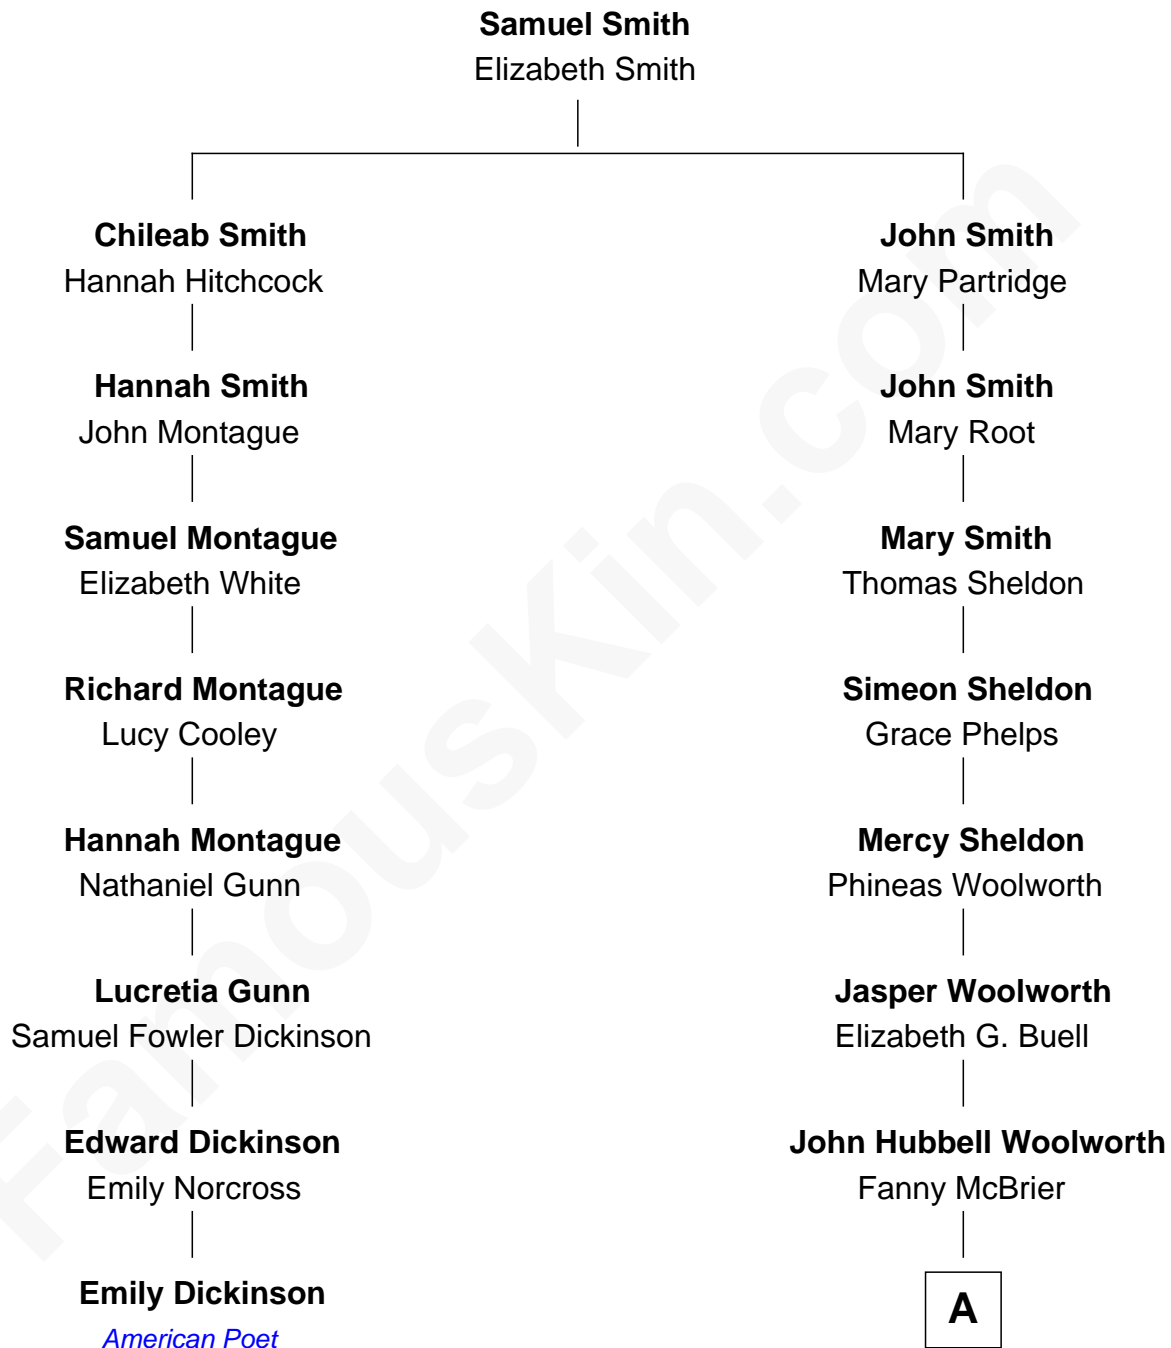 Samuel Smith
Elizabeth Smith
Chileab Smith
Hannah Hitchcock
John Smith
Mary Partridge
Hannah Smith
John Montague
John Smith
Mary Root
Samuel Montague
Elizabeth White
Mary Smith
Thomas Sheldon
Richard Montague
Lucy Cooley
Simeon Sheldon
Grace Phelps
Hannah Montague
Nathaniel Gunn
Mercy Sheldon
Phineas Woolworth
Lucretia Gunn
Samuel Fowler Dickinson
Jasper Woolworth
Elizabeth G. Buell
Edward Dickinson
Emily Norcross
John Hubbell Woolworth
Fanny McBrier
Emily Dickinson
American Poet
A
FamousKin.com